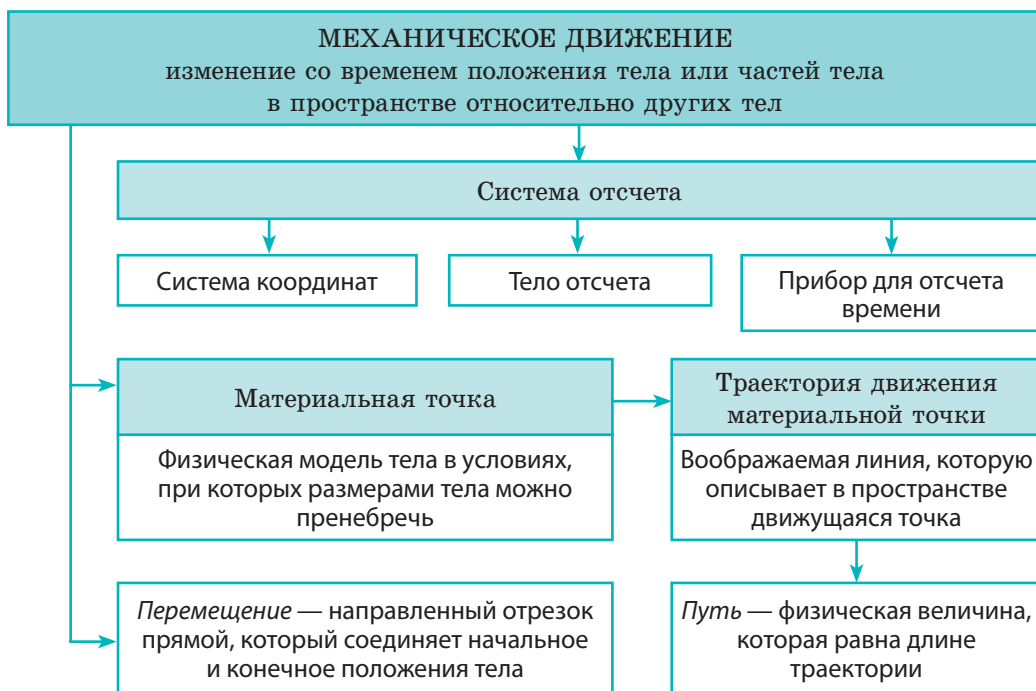 МЕХАНИЧЕСКОЕ ДВИЖЕНИЕ
изменение со временем положения тела или частей тела
в пространстве относительно других тел
Система отсчета
Система координат
Тело отсчета
Прибор для отсчета
времени
Материальная точка
Физическая модель тела в условиях,
при которых размерами тела можно
пренебречь
Траектория движения
материальной точки
Воображаемая линия, которую
описывает в пространстве
движущаяся точка
Перемещение — направленный отрезок
прямой, который соединяет начальное
и конечное положения тела
Путь — физическая величина,
которая равна длине
траектории